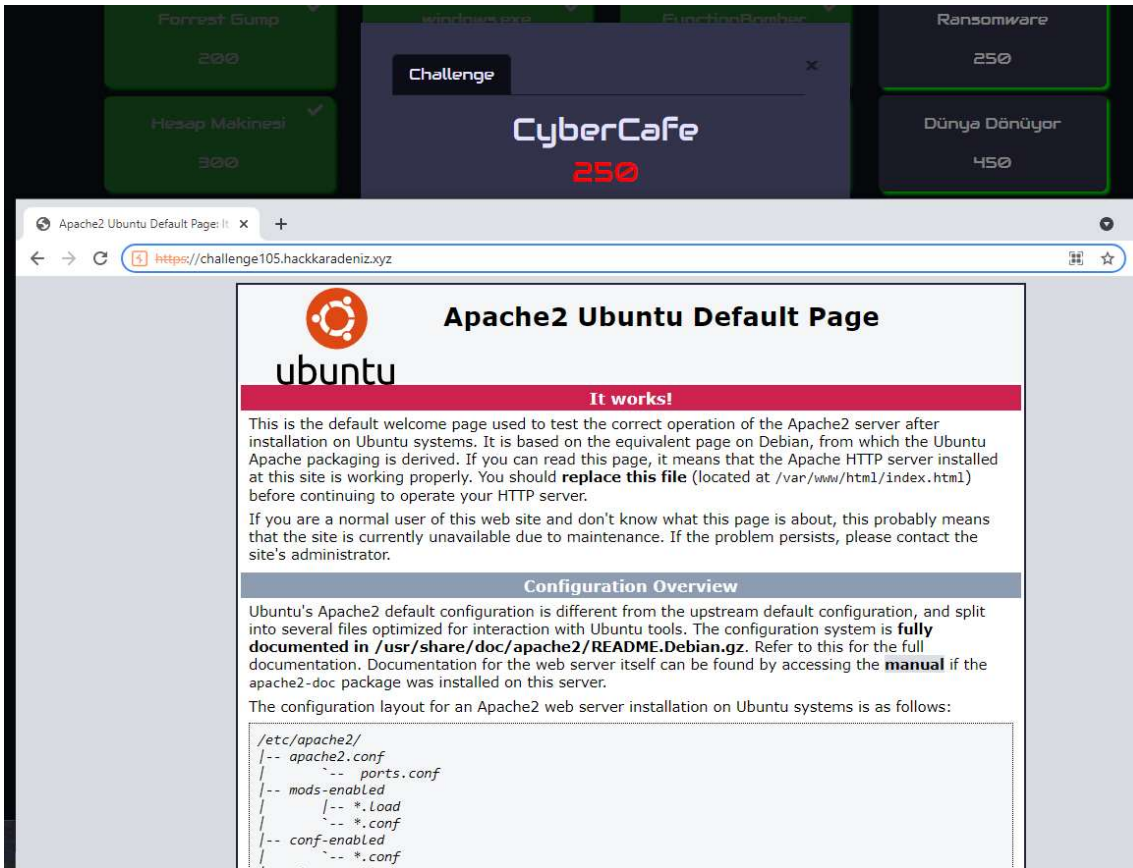 Forrest Gump
windows.exe
FunctionBomber
Ransomware
200
250
Challenge
×
Hesap Makinesi
CyberCafe
Dünya Dönüyor
300
250
450
Apache2 Ubuntu Default Page: It
https://challenge105.hackkaradeniz.xyz
Apache2 Ubuntu Default Page
ubuntu
It works!
This is the default welcome page used to test the correct operation of the Apache2 server after
installation on Ubuntu systems. It is based on the equivalent page on Debian, from which the Ubuntu
Apache packaging is derived. If you can read this page, it means that the Apache HTTP server installed
at this site is working properly. You should replace this file (located at /var/www/html/index.html)
before continuing to operate your HTTP server.
If you are a normal user of this web site and don't know what this page is about, this probably means
that the site is currently unavailable due to maintenance. If the problem persists, please contact the
site's administrator.
Configuration Overview
Ubuntu's Apache2 default configuration is different from the upstream default configuration, and split
into several files optimized for interaction with Ubuntu tools. The configuration system is fully
documented in /usr/share/doc/apache2/README.Debian.gz. Refer to this for the full
documentation. Documentation for the web server itself can be found by accessing the manual if the
apache2-doc package was installed on this server.
The configuration layout for an Apache2 web server installation on Ubuntu systems is as follows:
/etc/apache2/
|-- apache2.conf
|       `--  ports.conf
|-- mods-enabled
|       |-- *.load
|       `-- *.conf
|-- conf-enabled
|       `-- *.conf